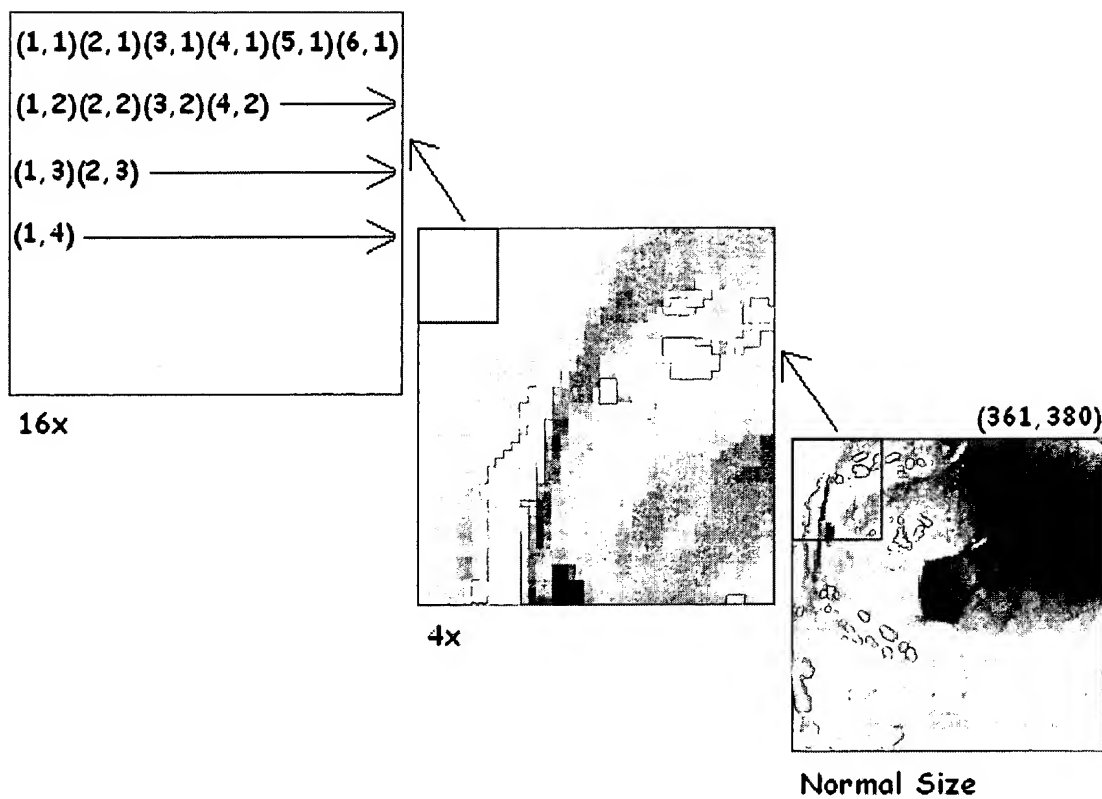 (1,1)(2,1)(3,1)(4,1)(5,1)(6,1)
(1,2)(2,2)(3,2)(4,2)
(1,3)(2,3)
(1,4)
16x
4x
(361,380)
Normal Size